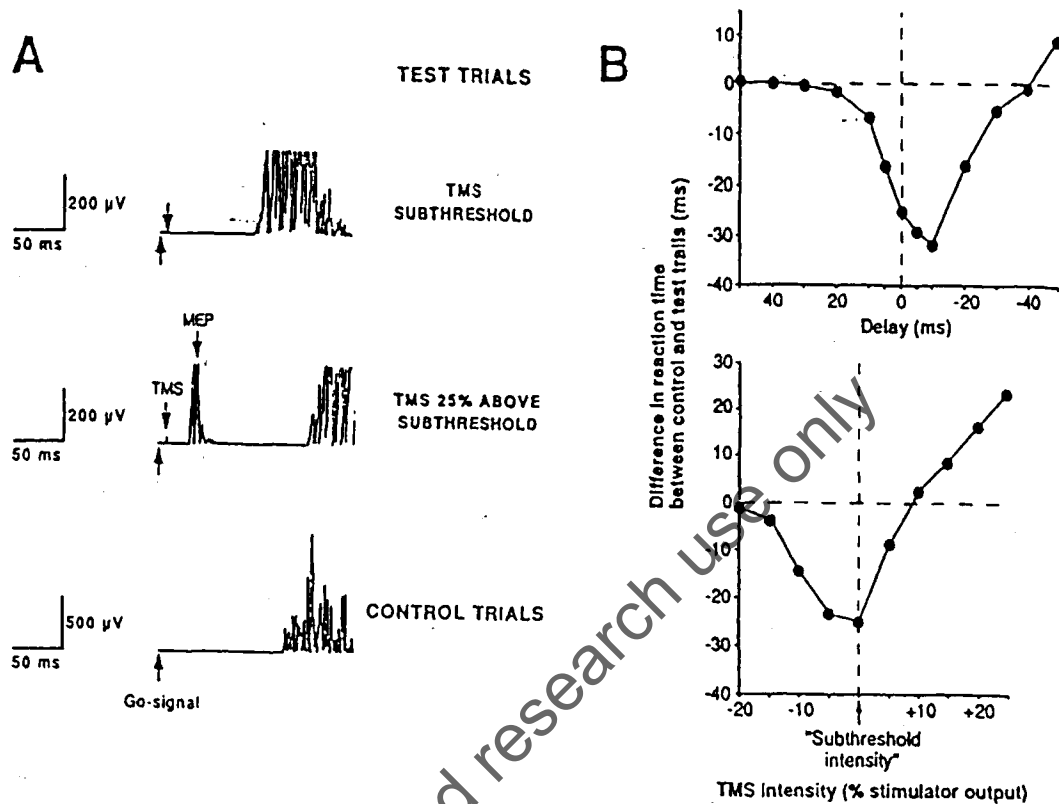 A
TEST TRIALS
200 µV
50 ms
TMS
SUBTHRESHOLD
MEP
TMS
200 µV
50 ms
TMS 25% ABOVE
SUBTHRESHOLD
500 µV
50 ms
CONTROL TRIALS
Go-signal
B
Difference in reaction time
between control and test trails (ms)
10
0
-10
-20
-30
-40
40
20
0
-20
-40
Delay (ms)
30
20
10
0
-10
-20
-30
-40
-20
-10
+10
+20
"Subthreshold
intensity"
TMS Intensity (% stimulator output)
d research use only